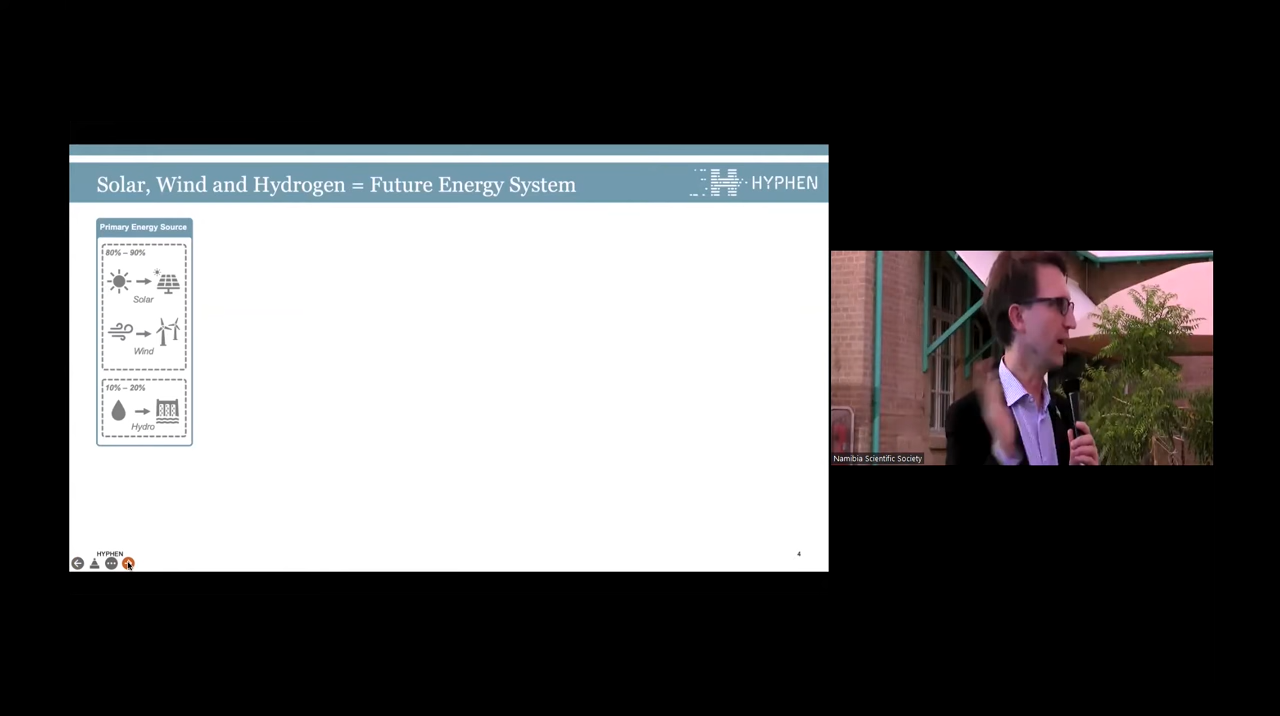 Solar, Wind and Hydrogen = Future Energy System
HYPHEN
Primary Energy Source
80% – 90%
Solar
Wind
10% – 20%
Hydro
HYPHEN
4
Namibia Scientific Society